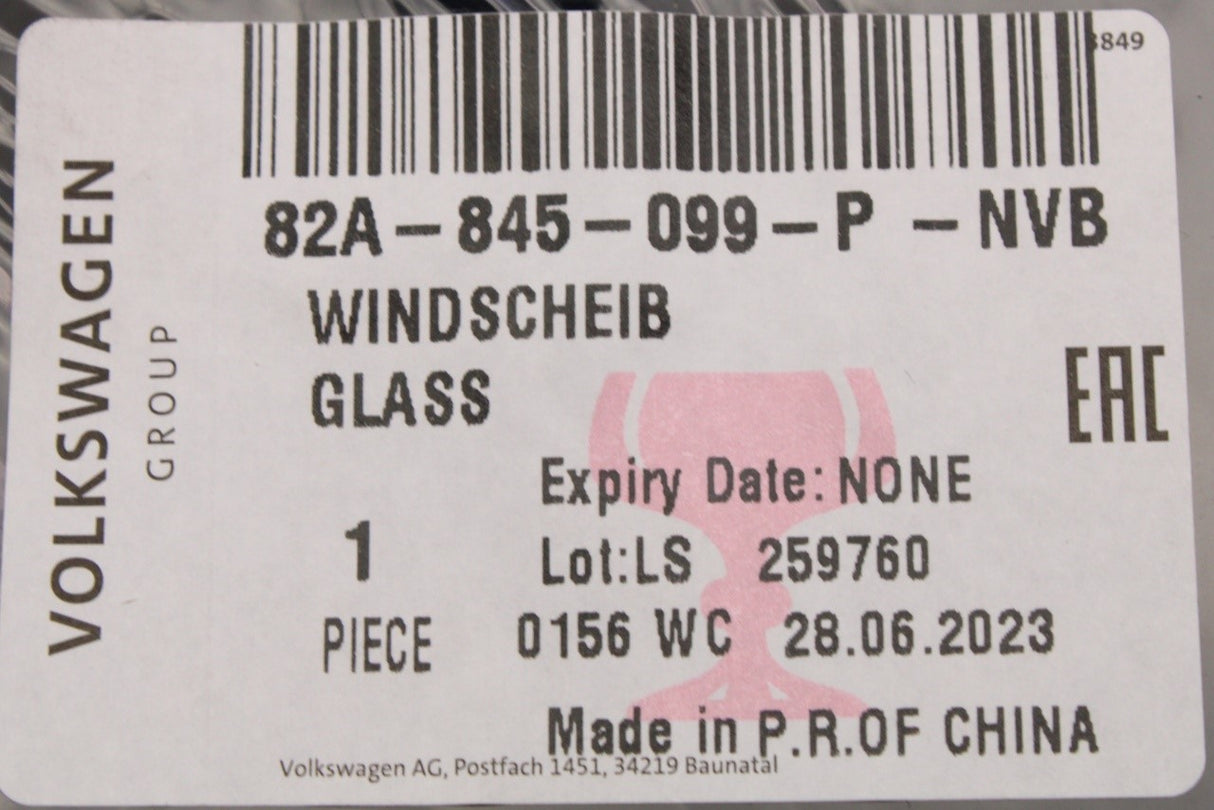 VOLKSWAGEN
GROUP
849
82A-845-099-P -NVB
WINDSCHEIB
GLASS
EAC
Expiry Date: NONE
1
Lot:LS 259760
PIECE 0156 WC 28.06.2023
Made in P.R.OF CHINA
Volkswagen AG, Postfach 1451, 34219 Baunatal